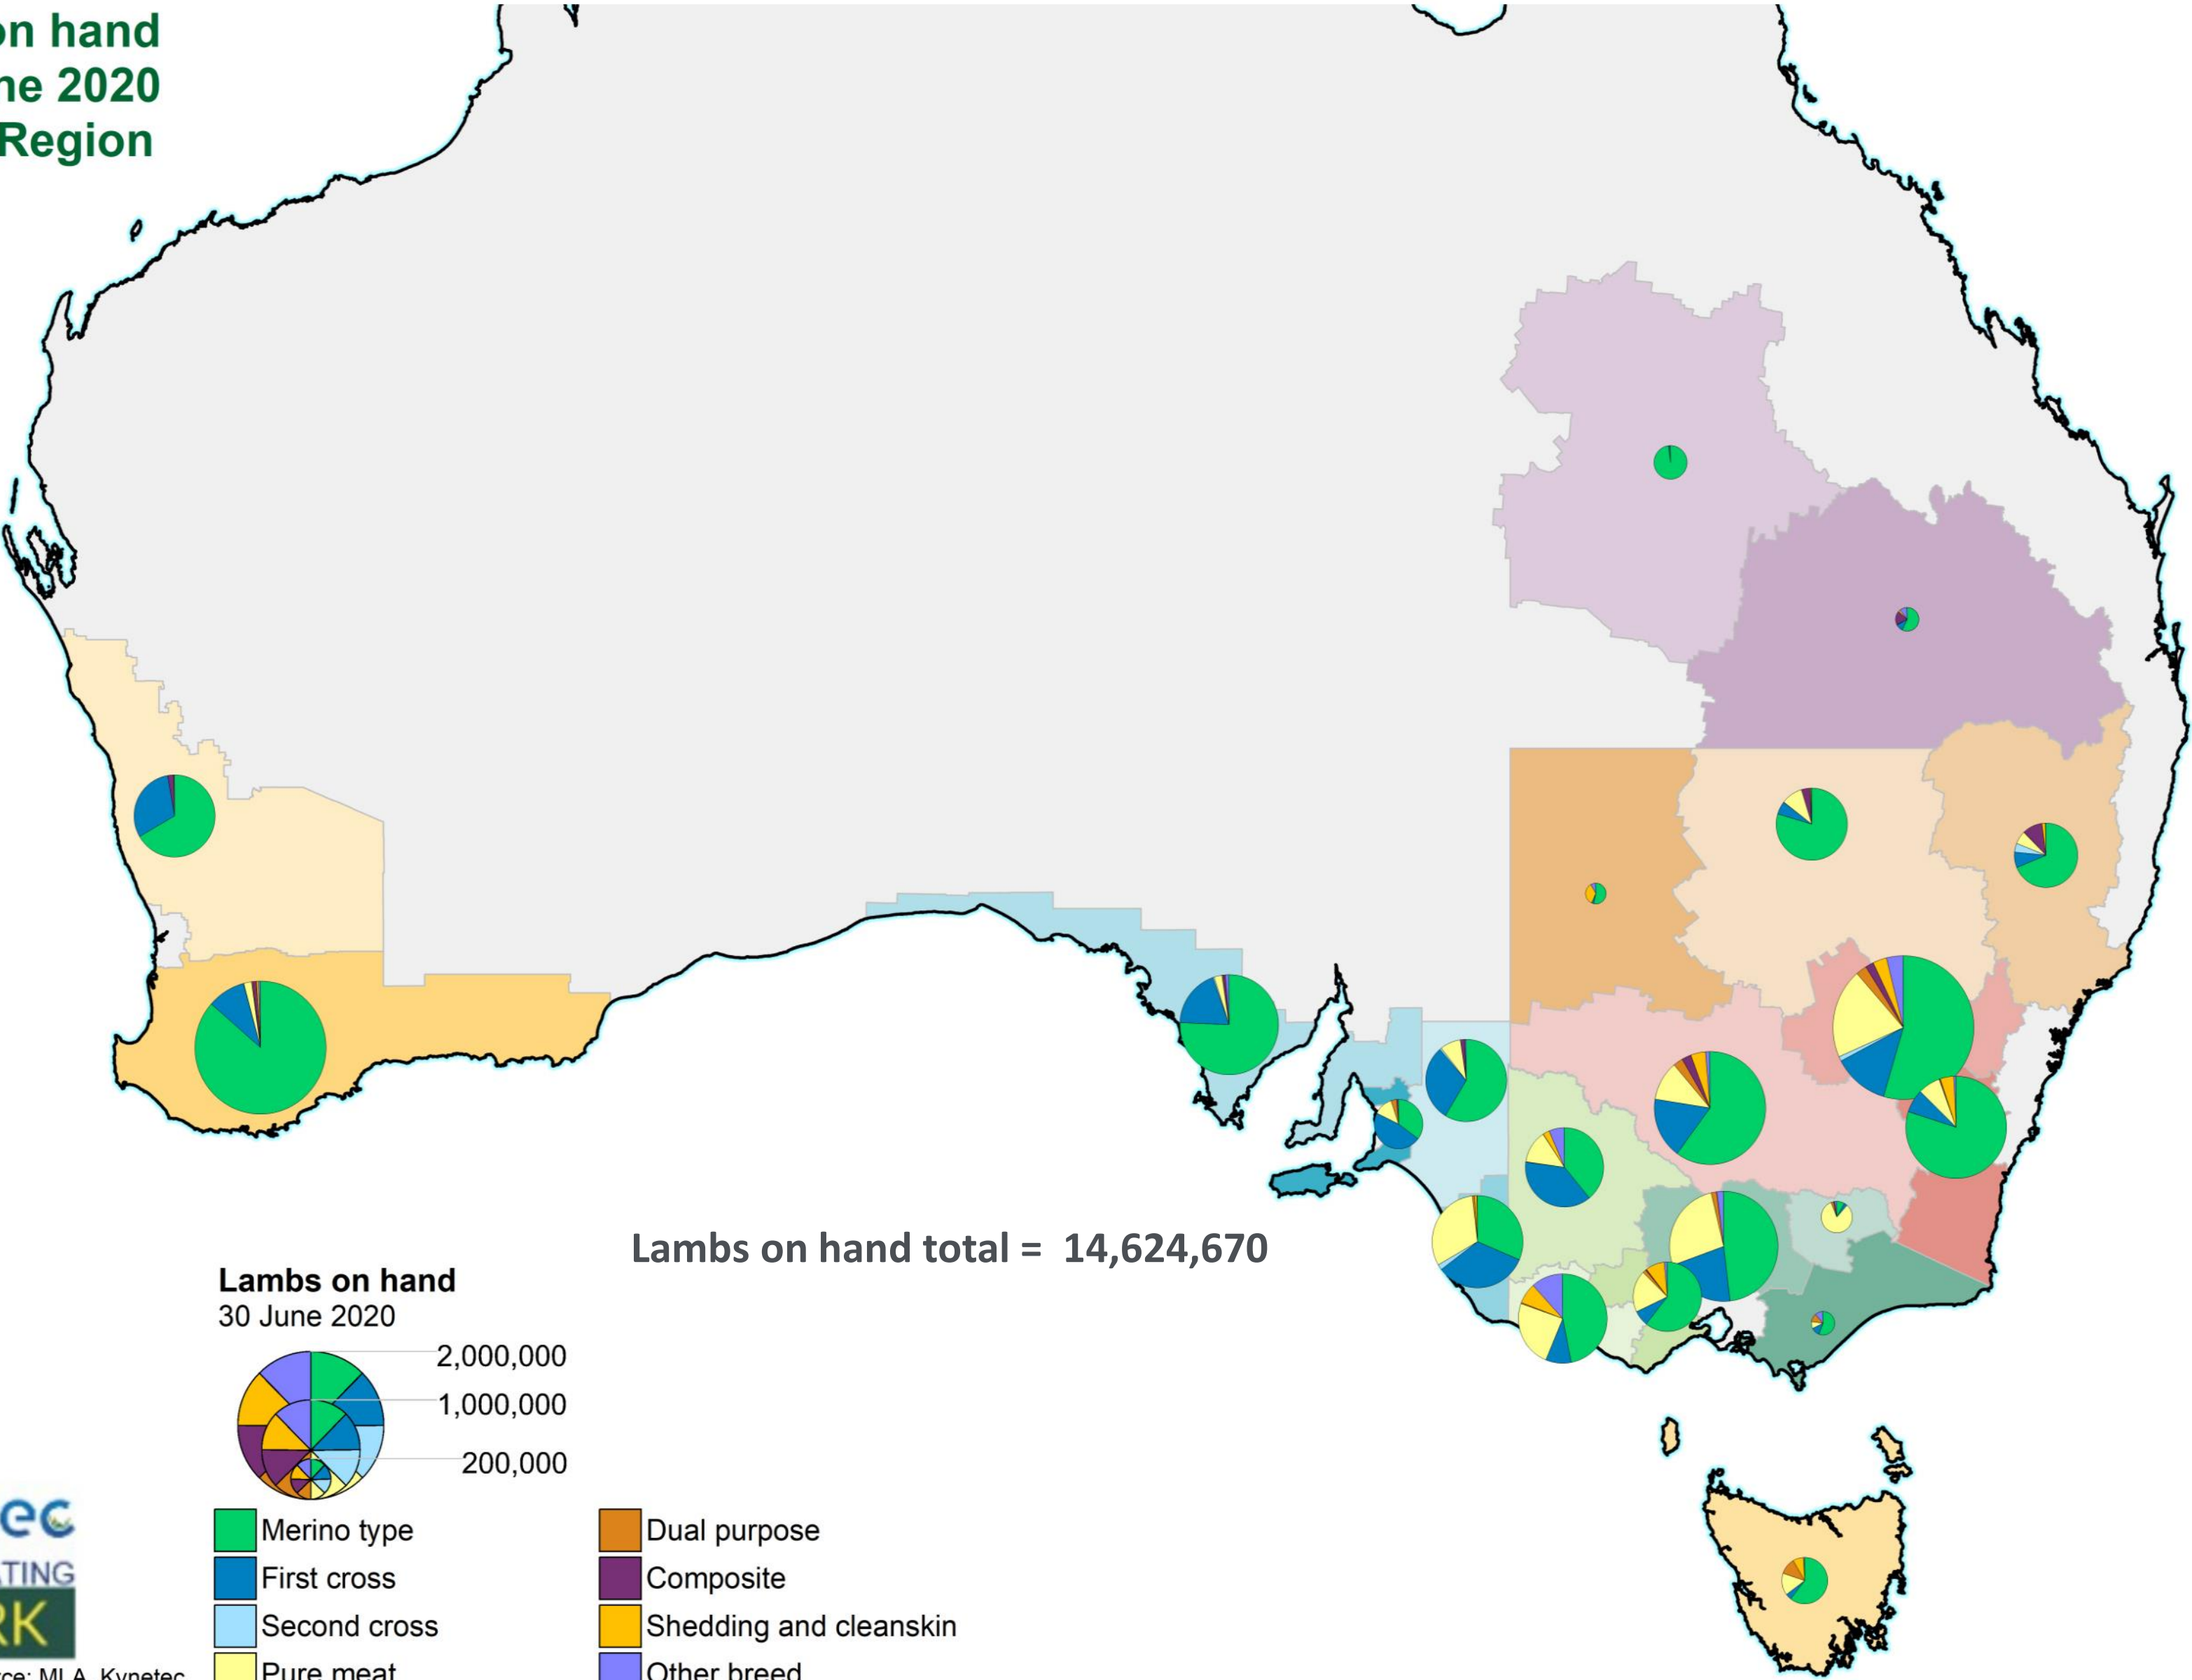 on hand
ne 2020
Region
Lambs on hand total = 14,624,670
Lambs on hand
30 June 2020
2,000,000
1,000,000
200,000
Merino type
First cross
Second cross
Pure meat
Dual purpose
Composite
Shedding and cleanskin
Other breed
ec
ATING
RK
rce: MLA, Kynetec